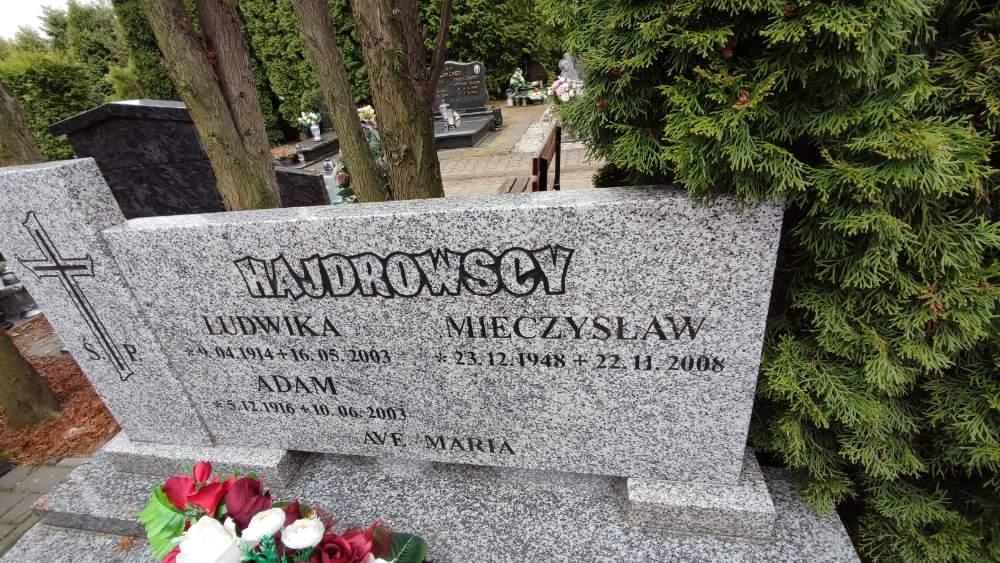 Ś. P.
HAJDROWSCY
LUDWIKA
* 9.04.1914 + 16.05.2003
ADAM
* 5.12.1916 + 10.06.2003
MIECZYSŁAW
* 23.12.1948 + 22.11.2008
AVE MARIA